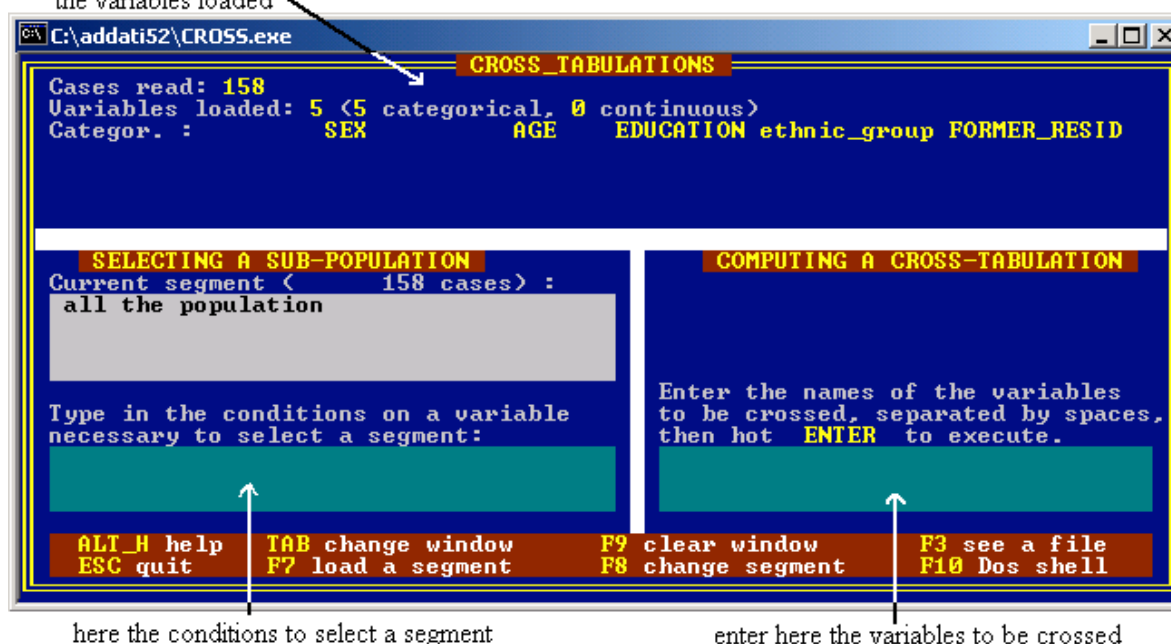 the variables loaded
C:\addati52\CROSS.exe
CROSS_TABULATIONS
Cases read: 158
Variables loaded: 5 (5 categorical, 0 continuous)
Categor. : SEX AGE EDUCATION ethnic_group FORMER_RESID
SELECTING A SUB-POPULATION
Current segment ( 158 cases) :
all the population
Type in the conditions on a variable
necessary to select a segment:
COMPUTING A CROSS-TABULATION
Enter the names of the variables
to be crossed, separated by spaces,
then hot ENTER to execute.
ALT_H help TAB change window F9 clear window F3 see a file
ESC quit F7 load a segment F8 change segment F10 Dos shell
here the conditions to select a segment
enter here the variables to be crossed